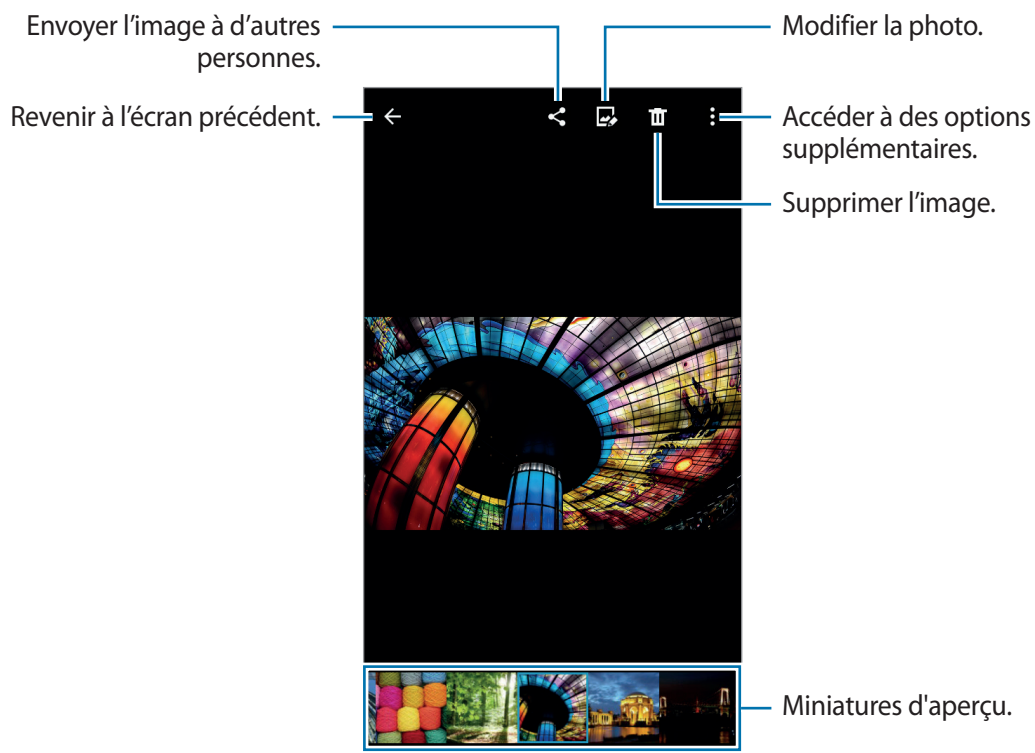 Envoyer l’image à d’autres
personnes.
Modifier la photo.
Revenir à l’écran précédent.
Accéder à des options
supplémentaires.
Supprimer l’image.
Miniatures d'aperçu.